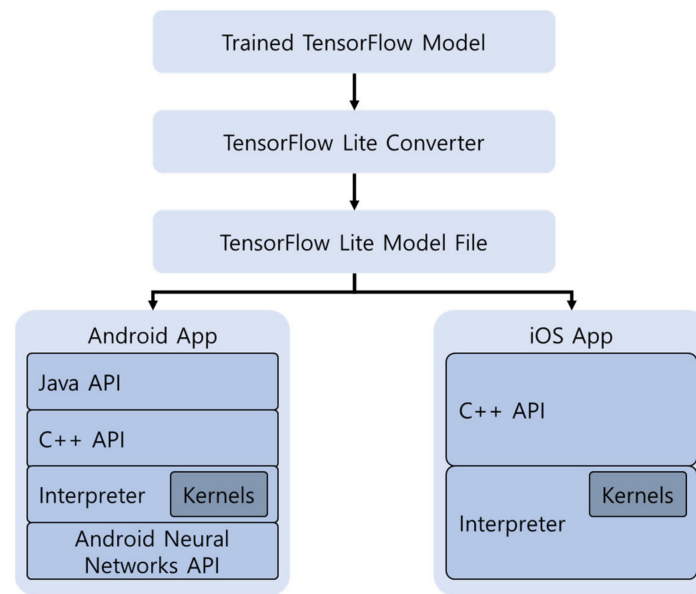 Trained TensorFlow Model
TensorFlow Lite Converter
TensorFlow Lite Model File
Android App
Java API
C++ API
Interpreter
Kernels
Android Neural
Networks API
iOS App
C++ API
Kernels
Interpreter